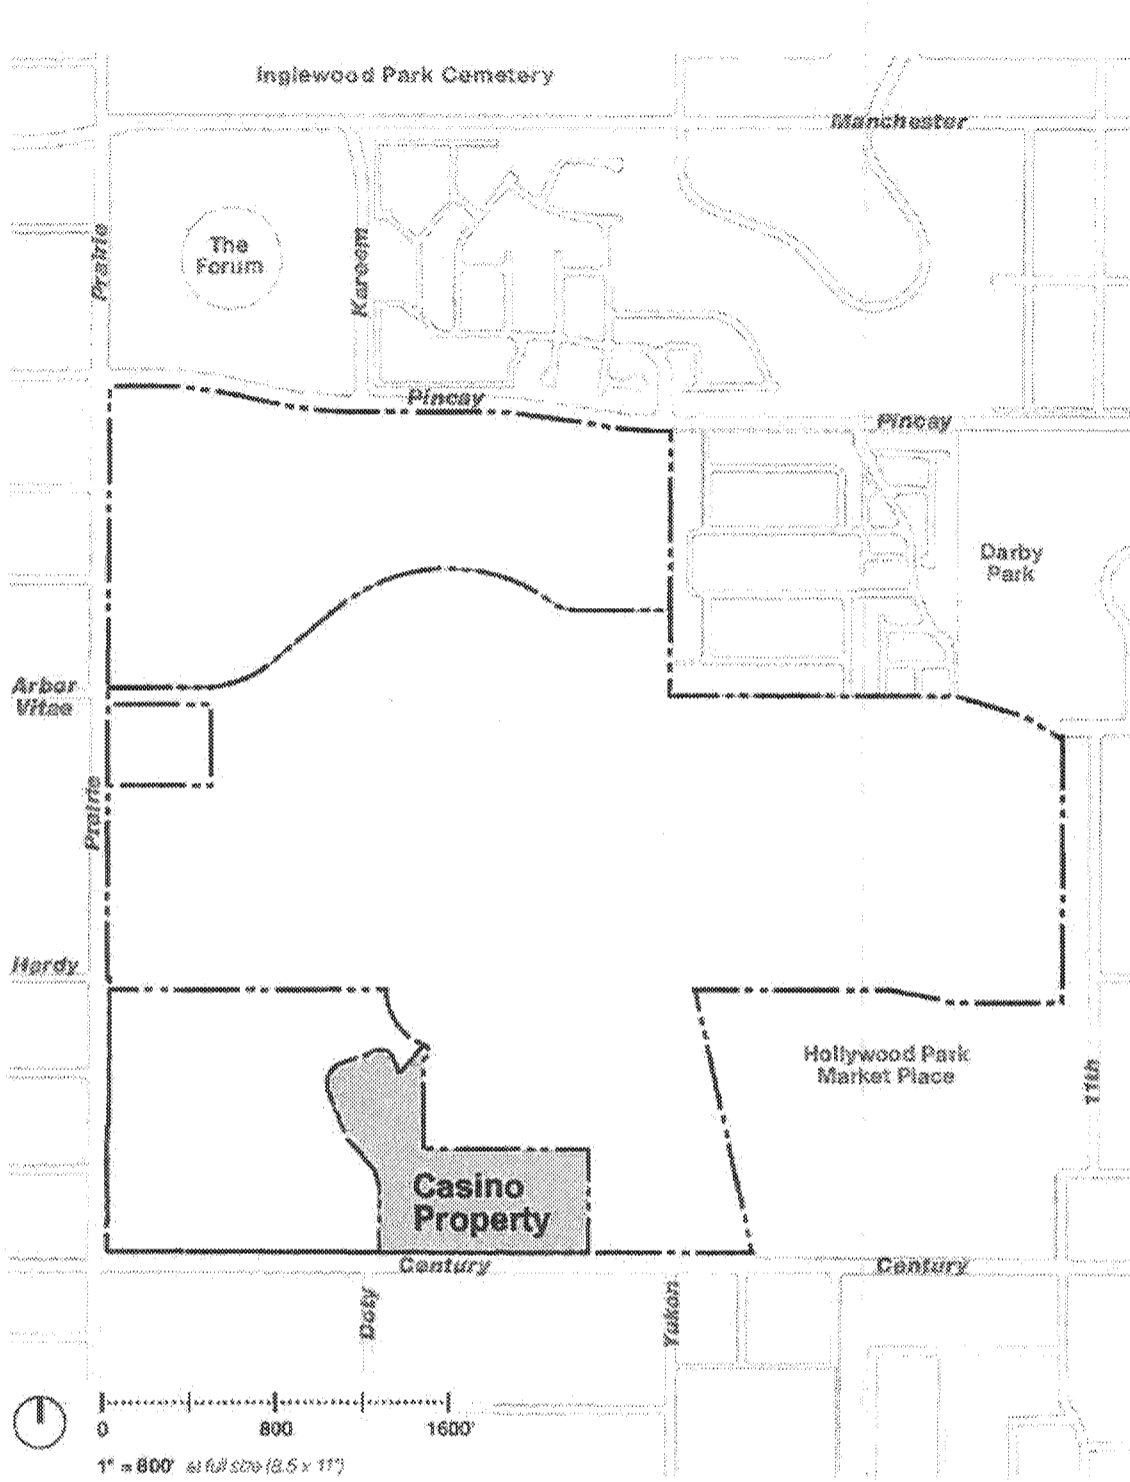 Inglewood Park Cemetery
Manchester
Prairie
The
Forum
Kareem
Pincay
Pincay
Darby
Park
Arbor
Vitae
Prairie
Hardy
Hollywood Park
Market Place
11th
Casino
Property
Century
Century
Doty
Yukon
0
800
1600'
1" = 800' at full size (8.5 x 11")